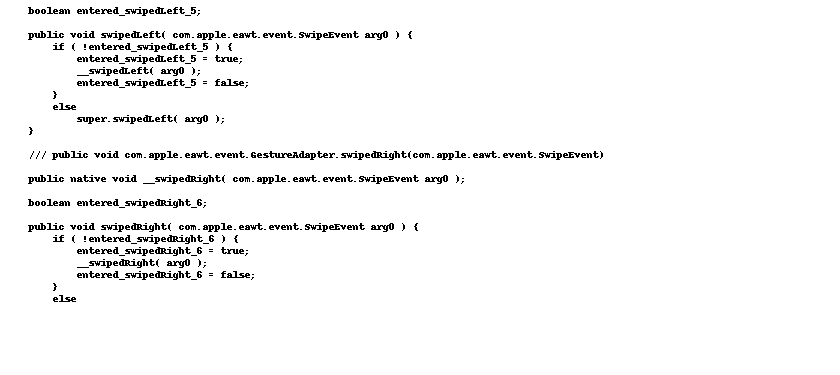 boolean entered_swipedLeft_5;
public void swipedLeft( com.apple.eawt.event.SwipeEvent arg0 ) {
if ( !entered_swipedLeft_5 ) {
entered_swipedLeft_5 = true;
__swipedLeft( arg0 );
entered_swipedLeft_5 = false;
}
else
super.swipedLeft( arg0 );
}
/// public void com.apple.eawt.event.GestureAdapter.swipedRight(com.apple.eawt.event.SwipeEvent)
public native void __swipedRight( com.apple.eawt.event.SwipeEvent arg0 );
boolean entered_swipedRight_6;
public void swipedRight( com.apple.eawt.event.SwipeEvent arg0 ) {
if ( !entered_swipedRight_6 ) {
entered_swipedRight_6 = true;
__swipedRight( arg0 );
entered_swipedRight_6 = false;
}
else